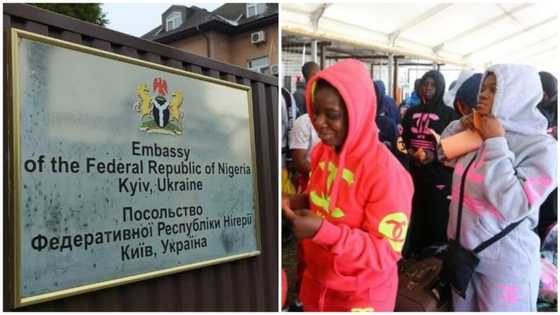 Embassy
of the Federal Republic of Nigeria
Kyiv, Ukraine
Посольство
Федеративної Республіки Нігерії
Київ, Україна